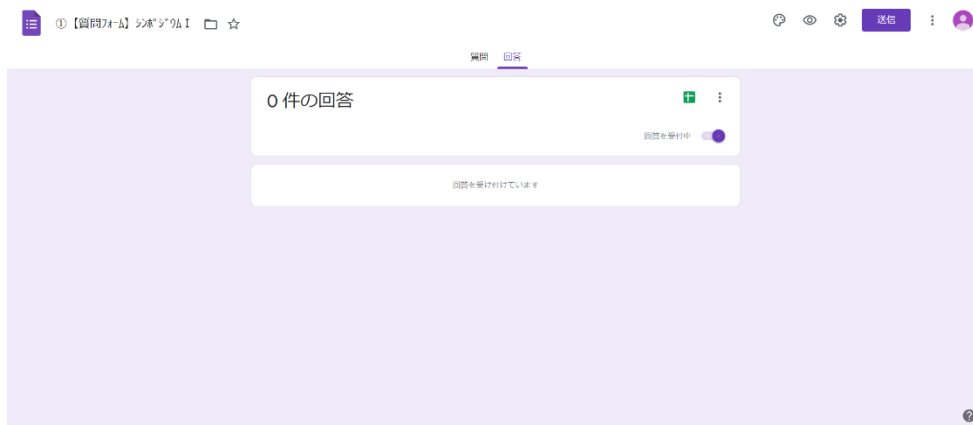 ①【質問フォーム】シンポジウムⅠ
送信
質問 回答
0 件の回答
回答を受付中
回答を受け付けています